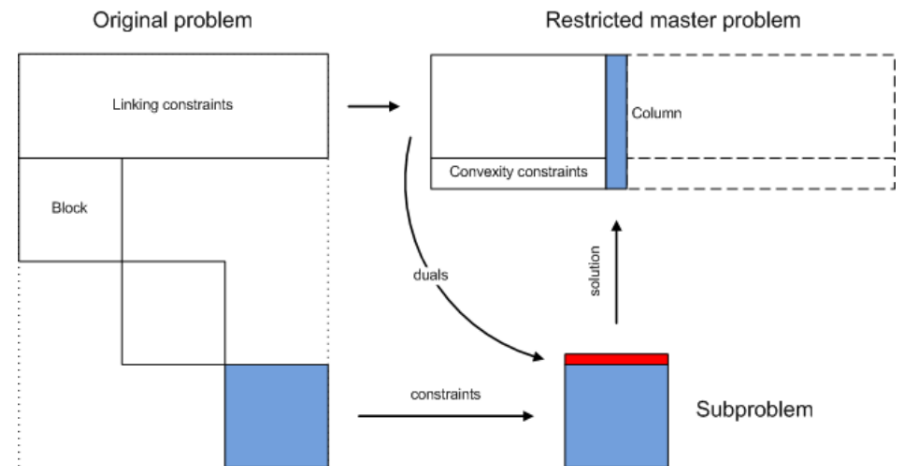 Original problem
Restricted master problem
Linking constraints
Column
Convexity constraints
Block
duals
solution
constraints
Subproblem